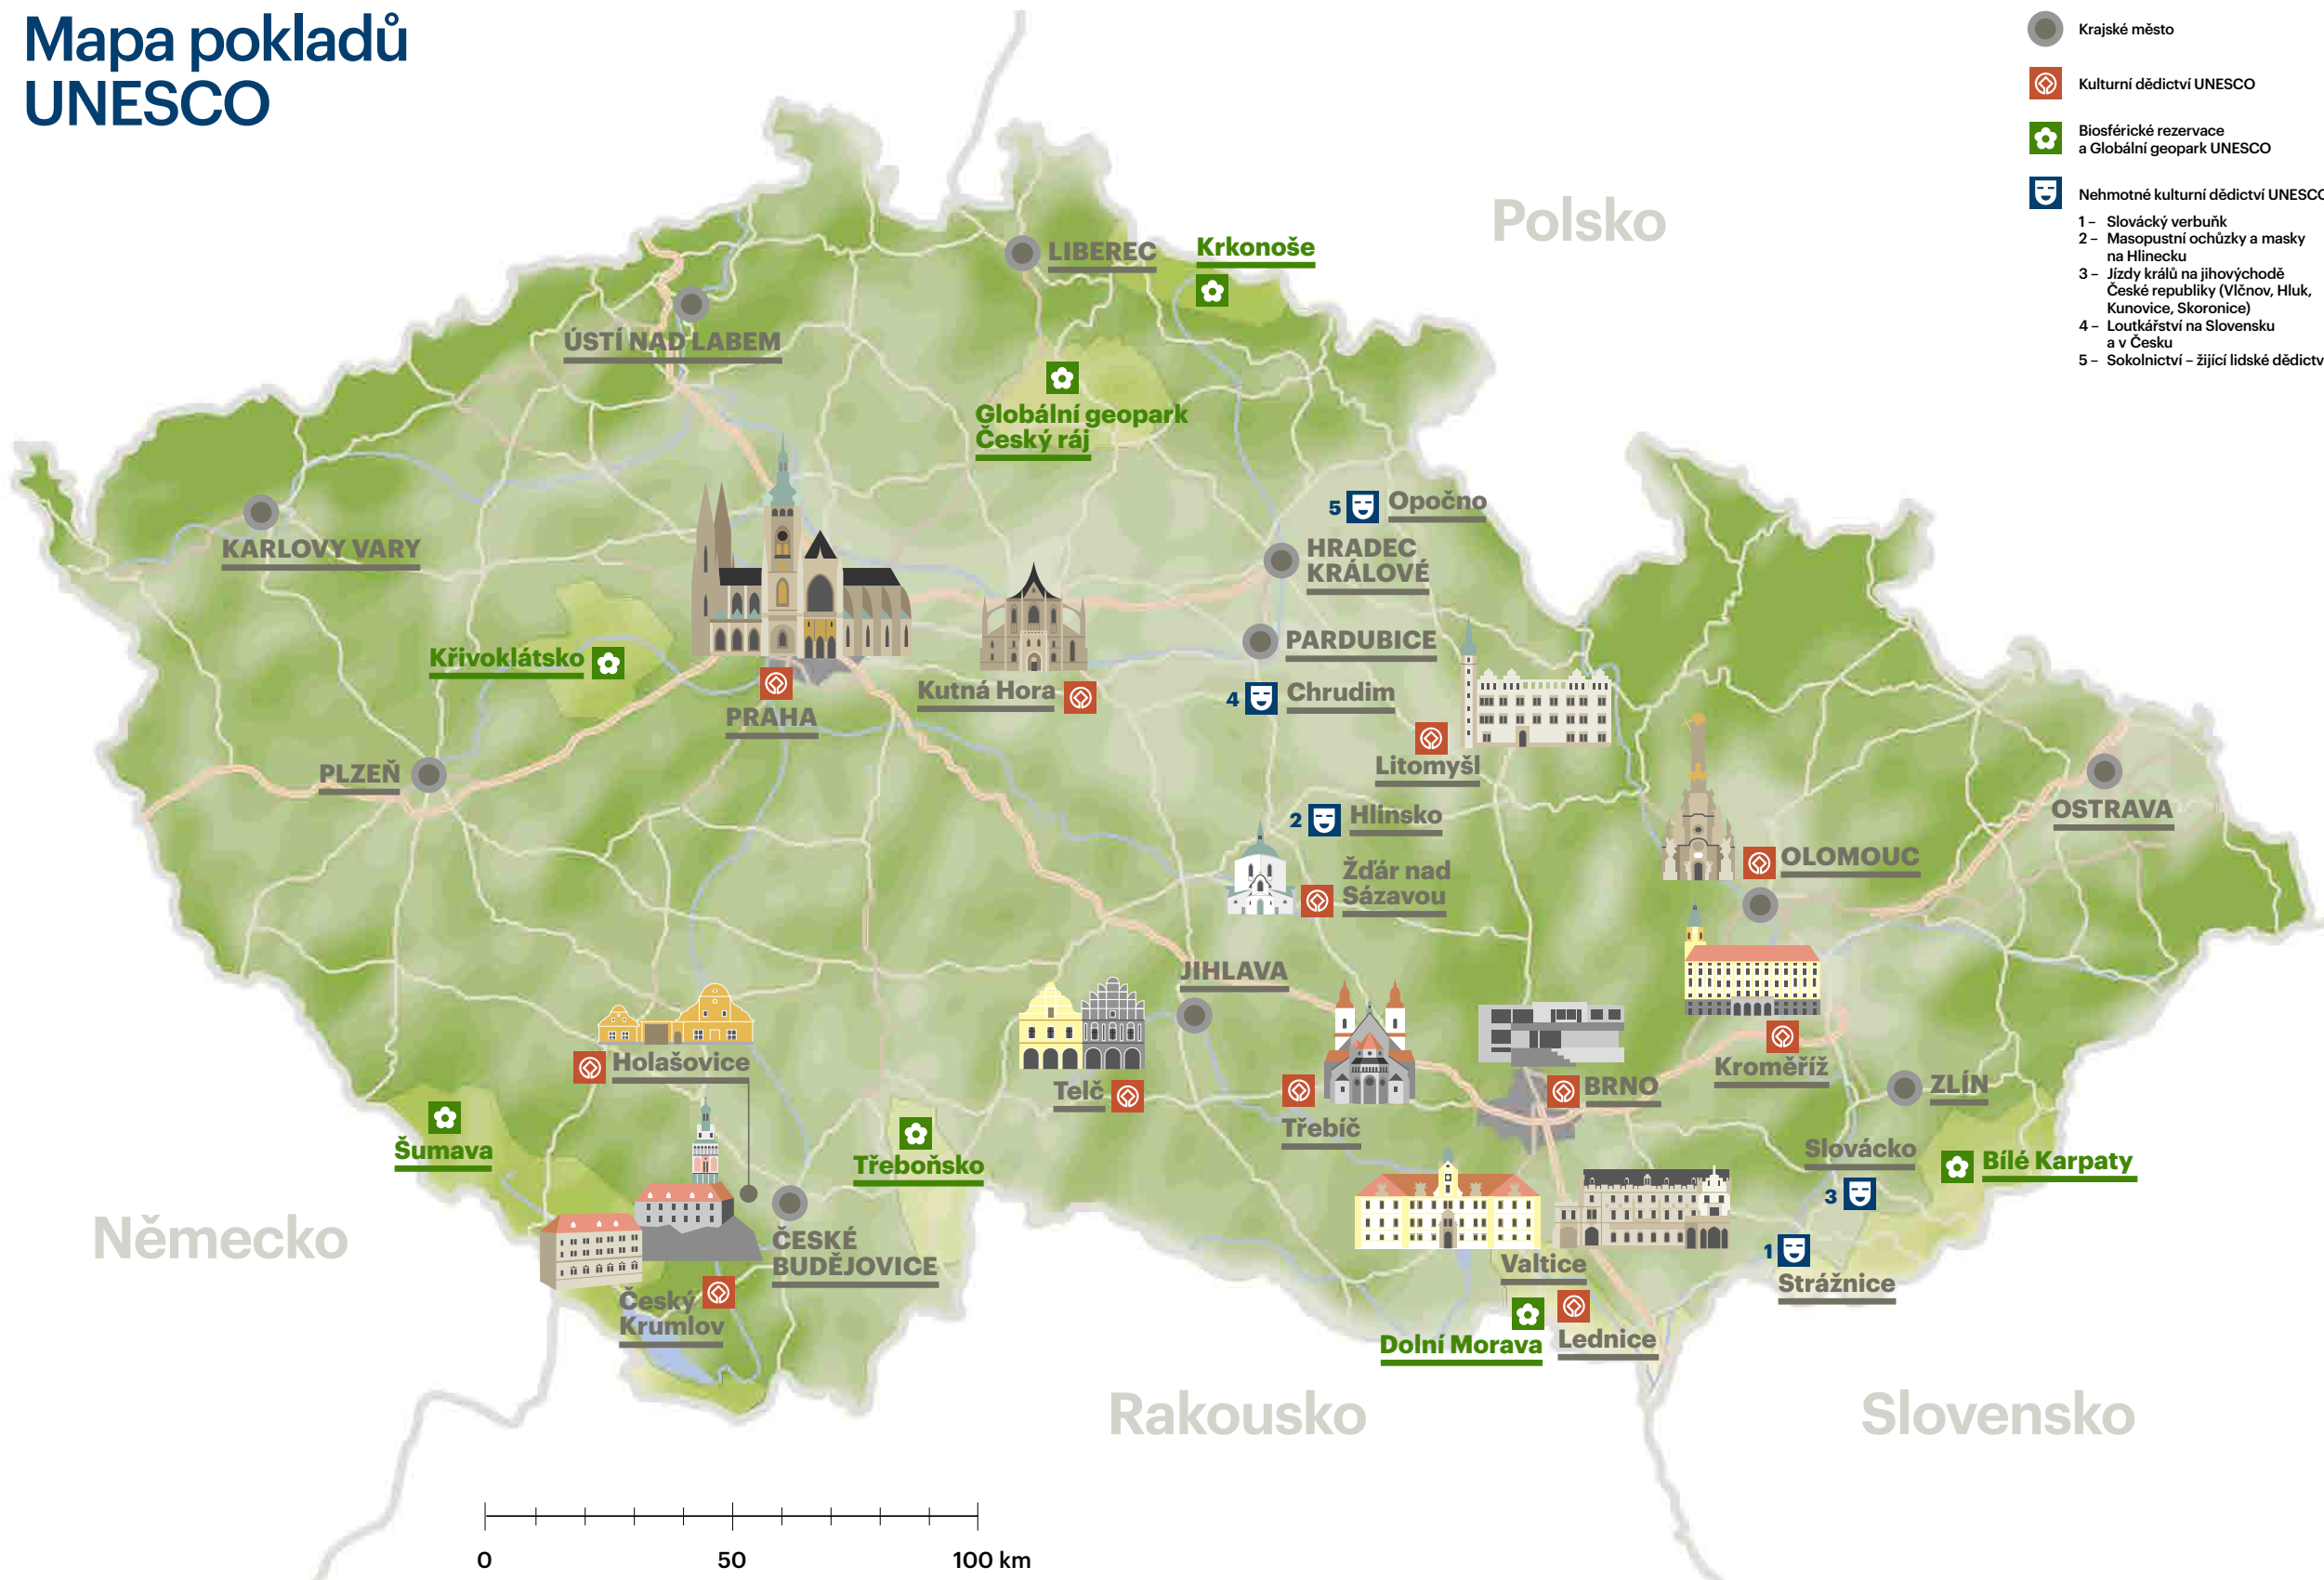 Mapa pokladů
UNESCO
Krajské město
Kulturní dědictví UNESCO
Biosférické rezervace
a Globální geopark UNESCO
Nehmotné kulturní dědictví UNESCO
1 – Slovácký verbuňk
2 – Masopustní ochůzky a masky
na Hlinecku
3 – Jízdy králů na jihovýchodě
České republiky (Vlčnov, Hluk,
Kunovice, Skoronice)
4 – Loutkářství na Slovensku
a v Česku
5 – Sokolnictví – žijící lidské dědictv
Polsko
LIBEREC
Krkonoše
ÚSTÍ NAD LABEM
Globální geopark
Český ráj
5 Opočno
KARLOVY VARY
HRADEC
KRÁLOVÉ
PARDUBICE
Křivoklátsko
Kutná Hora
4 Chrudim
PRAHA
Litomyšl
PLZEŇ
OSTRAVA
2 Hlinsko
OLOMOUC
Žďár nad
Sázavou
JIHLAVA
Holašovice
Kroměříž
Telč
BRNO
ZLÍN
Třebíč
Šumava
Třeboňsko
Slovácko
3
Bílé Karpaty
Německo
ČESKÉ
BUDĚJOVICE
Valtice
1
Strážnice
Český
Krumlov
Dolní Morava
Lednice
Rakousko
Slovensko
0 50 100 km